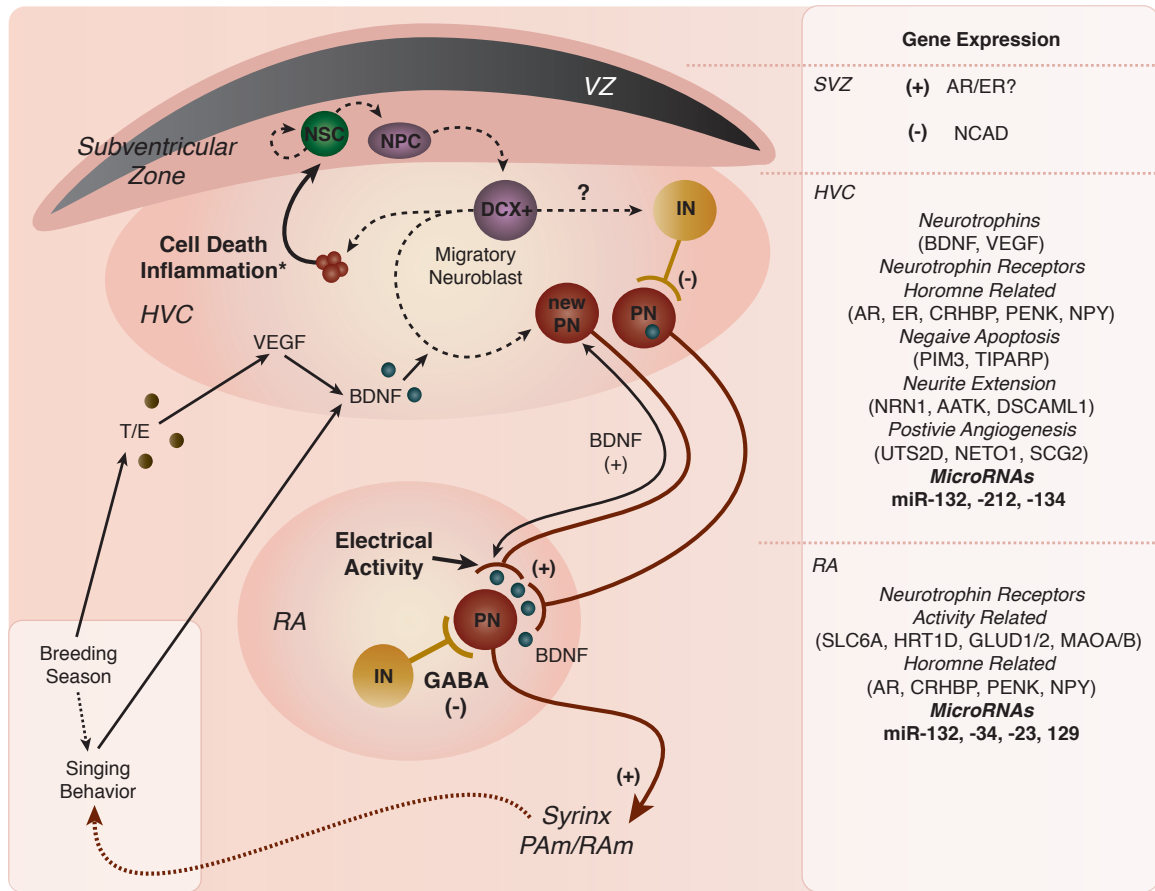 VZ
NSC
NPC
Subventricular
Zone
DCX+
?
IN
Migratory
Neuroblast
Cell Death
Inflammation*
HVC
(-)
new
PN
PN
VEGF
BDNF
T/E
BDNF
(+)
Electrical
Activity
(+)
RA
PN
BDNF
IN
GABA
(-)
Breeding
Season
Singing
Behavior
(+)
Syrinx
PAm/RAm
Gene Expression
SVZ
(+) AR/ER?
(-) NCAD
HVC
Neurotrophins
(BDNF, VEGF)
Neurotrophin Receptors
Horomne Related
(AR, ER, CRHBP, PENK, NPY)
Negaive Apoptosis
(PIM3, TIPARP)
Neurite Extension
(NRN1, AATK, DSCAML1)
Postivie Angiogenesis
(UTS2D, NETO1, SCG2)
MicroRNAs
miR-132, -212, -134
RA
Neurotrophin Receptors
Activity Related
(SLC6A, HRT1D, GLUD1/2, MAOA/B)
Horomne Related
(AR, CRHBP, PENK, NPY)
MicroRNAs
miR-132, -34, -23, 129